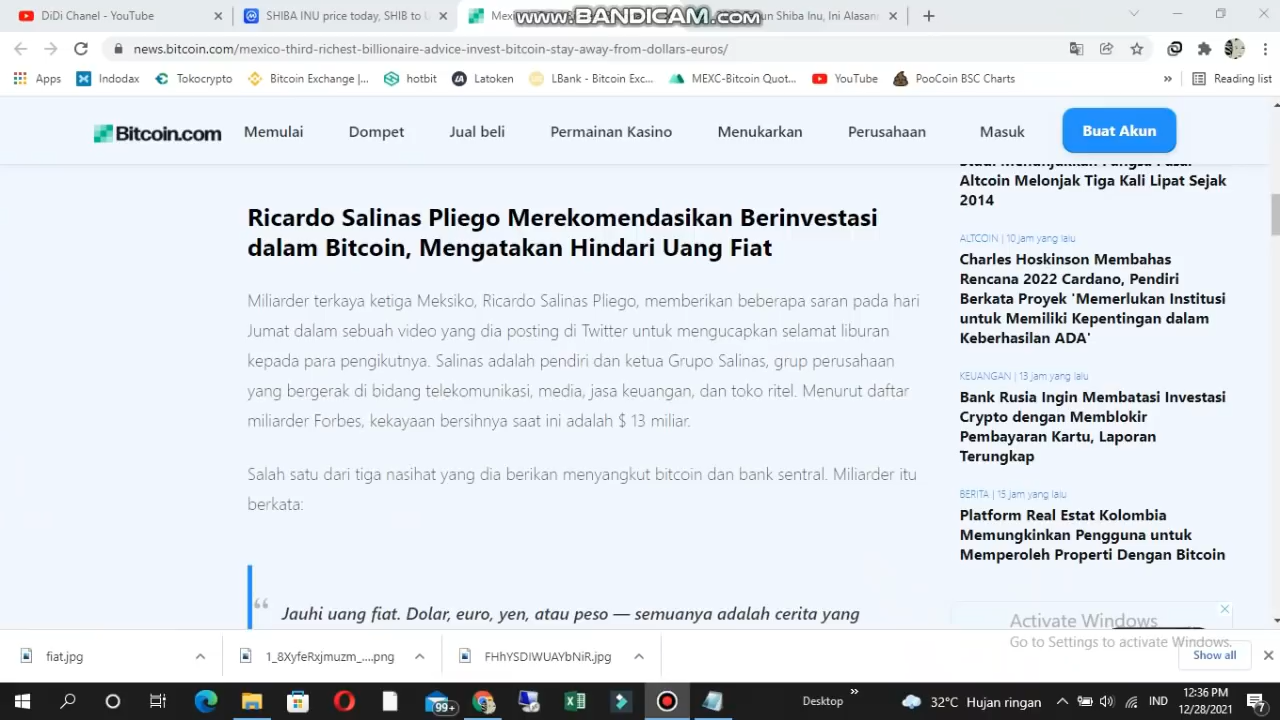 DiDi Chanel - YouTube
SHIBA INU price today, SHIB to U
Mex
www.BANDICAM.com
un Shiba Inu, Ini Alasan
news.bitcoin.com/mexico-third-richest-billionaire-advice-invest-bitcoin-stay-away-from-dollars-euros/
Apps
Indodax
Tokocrypto
Bitcoin Exchange |...
hotbit
Latoken
LBank - Bitcoin Exc...
MEXC-Bitcoin Quot...
YouTube
PooCoin BSC Charts
»
Reading list
Bitcoin.com
Memulai
Dompet
Jual beli
Permainan Kasino
Menukarkan
Perusahaan
Masuk
Buat Akun
Ricardo Salinas Pliego Merekomendasikan Berinvestasi
dalam Bitcoin, Mengatakan Hindari Uang Fiat
Miliarder terkaya ketiga Meksiko, Ricardo Salinas Pliego, memberikan beberapa saran pada hari
Jumat dalam sebuah video yang dia posting di Twitter untuk mengucapkan selamat liburan
kepada para pengikutnya. Salinas adalah pendiri dan ketua Grupo Salinas, grup perusahaan
yang bergerak di bidang telekomunikasi, media, jasa keuangan, dan toko ritel. Menurut daftar
miliarder Forbes, kekayaan bersihnya saat ini adalah $ 13 miliar.
Salah satu dari tiga nasihat yang dia berikan menyangkut bitcoin dan bank sentral. Miliarder itu
berkata:
“ Jauhi uang fiat. Dolar, euro, yen, atau peso — semuanya adalah cerita yang
Studi Menunjukkan Pangsa Pasar
Altcoin Melonjak Tiga Kali Lipat Sejak
2014
ALTCOIN | 10 jam yang lalu
Charles Hoskinson Membahas
Rencana 2022 Cardano, Pendiri
Berkata Proyek 'Memerlukan Institusi
untuk Memiliki Kepentingan dalam
Keberhasilan ADA'
KEUANGAN | 13 jam yang lalu
Bank Rusia Ingin Membatasi Investasi
Crypto dengan Memblokir
Pembayaran Kartu, Laporan
Terungkap
BERITA | 15 jam yang lalu
Platform Real Estat Kolombia
Memungkinkan Pengguna untuk
Memperoleh Properti Dengan Bitcoin
Activate Windows
Go to Settings to activate Windows.
fiat.jpg
1_8XyfeRxjmuzm_....png
FHhYSDIWUAYbNiR.jpg
Show all
99+
Desktop
»
32°C Hujan ringan
IND
12:36 PM
12/28/2021
7